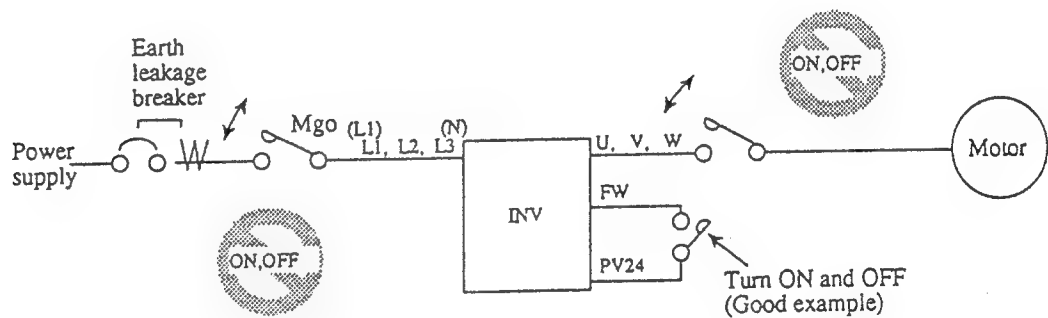 Earth
leakage
breaker
ON,OFF
Mgo
(L1)
(N)
L1, L2, L3
U, V, W
Power
supply
Motor
FW
INV
ON,OFF
PV24
Turn ON and OFF
(Good example)